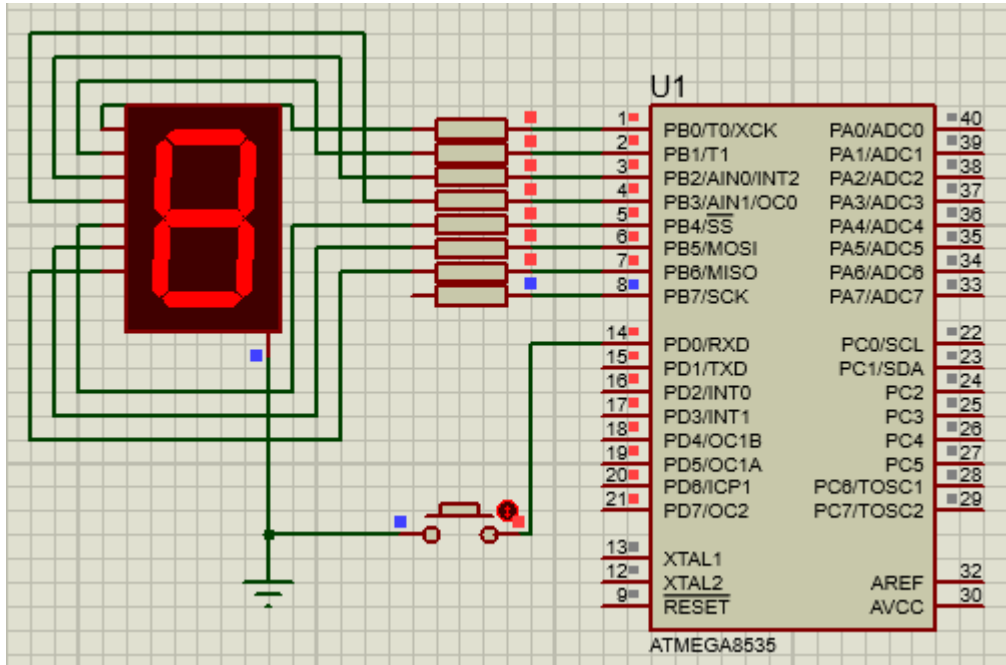 U1
1 PB0/T0/XCK PA0/ADC0 40
2 PB1/T1 PA1/ADC1 39
3 PB2/AIN0/INT2 PA2/ADC2 38
4 PB3/AIN1/OC0 PA3/ADC3 37
5 PB4/SS PA4/ADC4 36
6 PB5/MOSI PA5/ADC5 35
7 PB6/MISO PA6/ADC6 34
8 PB7/SCK PA7/ADC7 33
14 PD0/RXD PC0/SCL 22
15 PD1/TXD PC1/SDA 23
16 PD2/INT0 PC2 24
17 PD3/INT1 PC3 25
18 PD4/OC1B PC4 26
19 PD5/OC1A PC5 27
20 PD6/ICP1 PC6/TOSC1 28
21 PD7/OC2 PC7/TOSC2 29
13 XTAL1
12 XTAL2 AREF 32
9 RESET AVCC 30
ATMEGA8535